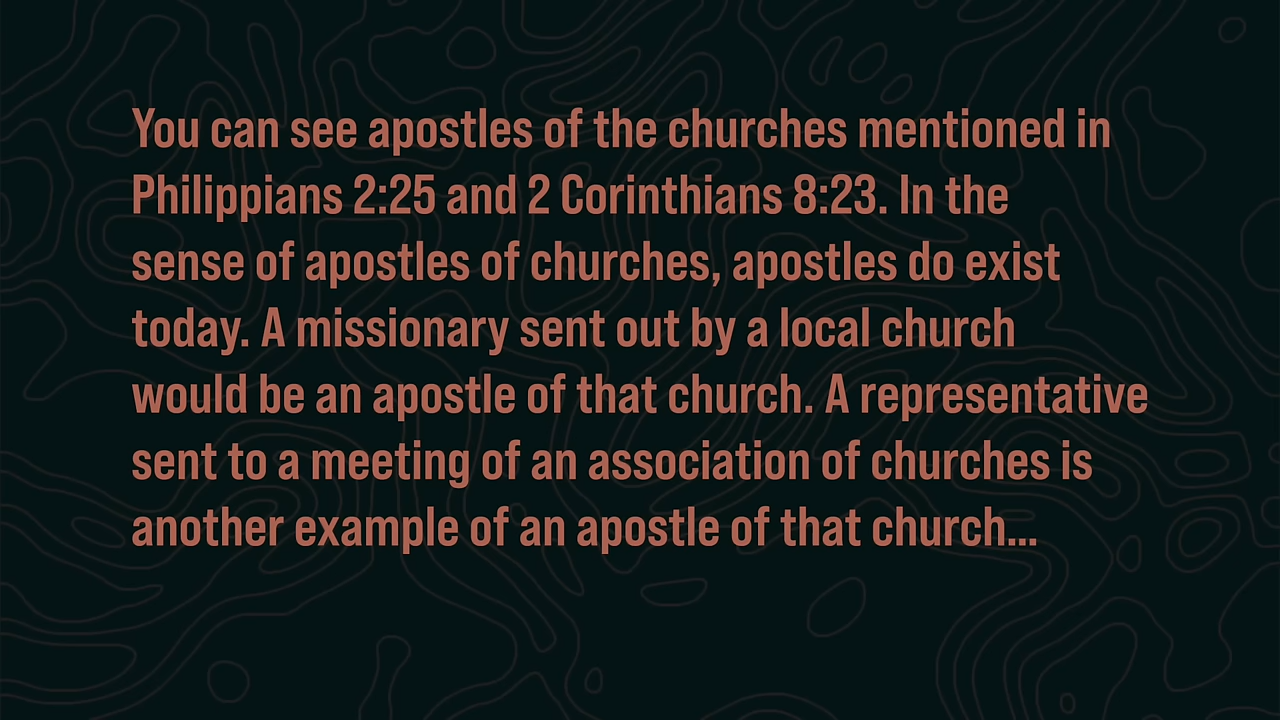 You can see apostles of the churches mentioned in
Philippians 2:25 and 2 Corinthians 8:23. In the
sense of apostles of churches, apostles do exist
today. A missionary sent out by a local church
would be an apostle of that church. A representative
sent to a meeting of an association of churches is
another example of an apostle of that church...